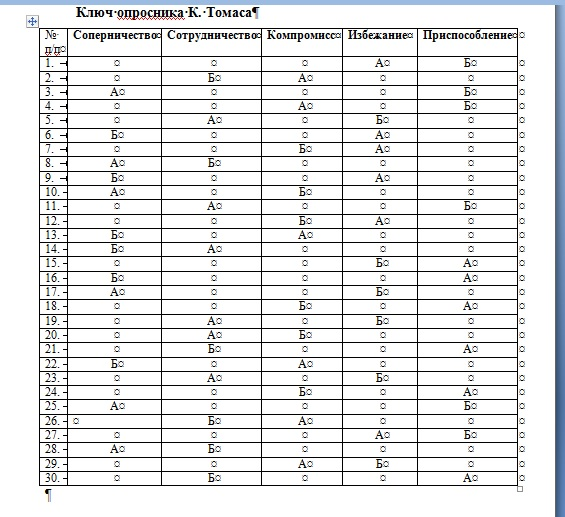 Ключ опросника К. Томаса
№ п/п Соперничество Сотрудничество Компромисс Избежание Приспособление
1. А Б
2. Б А
3. А Б
4. А Б
5. А Б
6. Б А
7. Б А
8. А Б
9. Б А
10. А Б
11. А Б
12. Б А
13. Б А
14. Б А
15. Б А
16. Б А
17. А Б
18. Б А
19. А Б
20. А Б
21. Б А
22. Б А
23. А Б
24. Б А
25. А Б
26. Б А
27. А Б
28. А Б
29. А Б
30. Б А